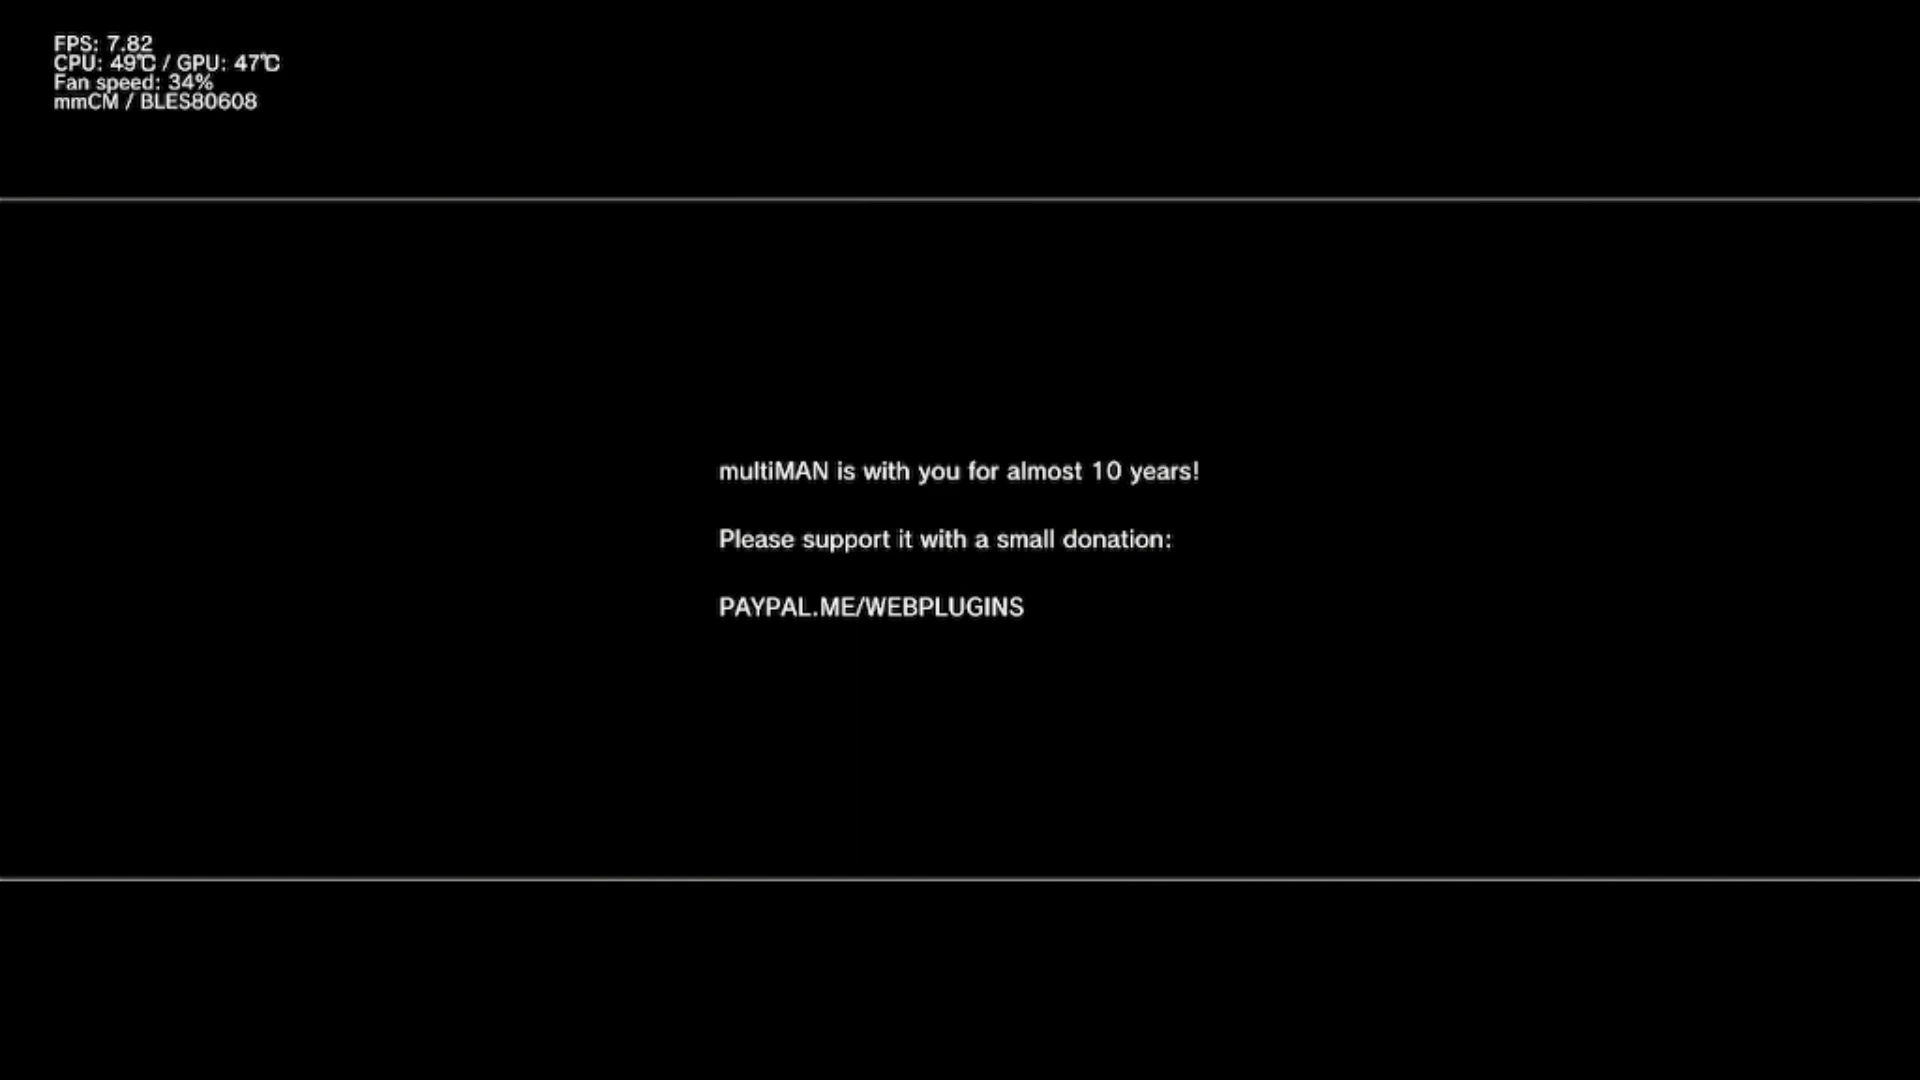 FPS: 7.82
CPU: 49℃ / GPU: 47℃
Fan speed: 34%
mmCM / BLES80608
multiMAN is with you for almost 10 years!
Please support it with a small donation:
PAYPAL.ME/WEBPLUGINS